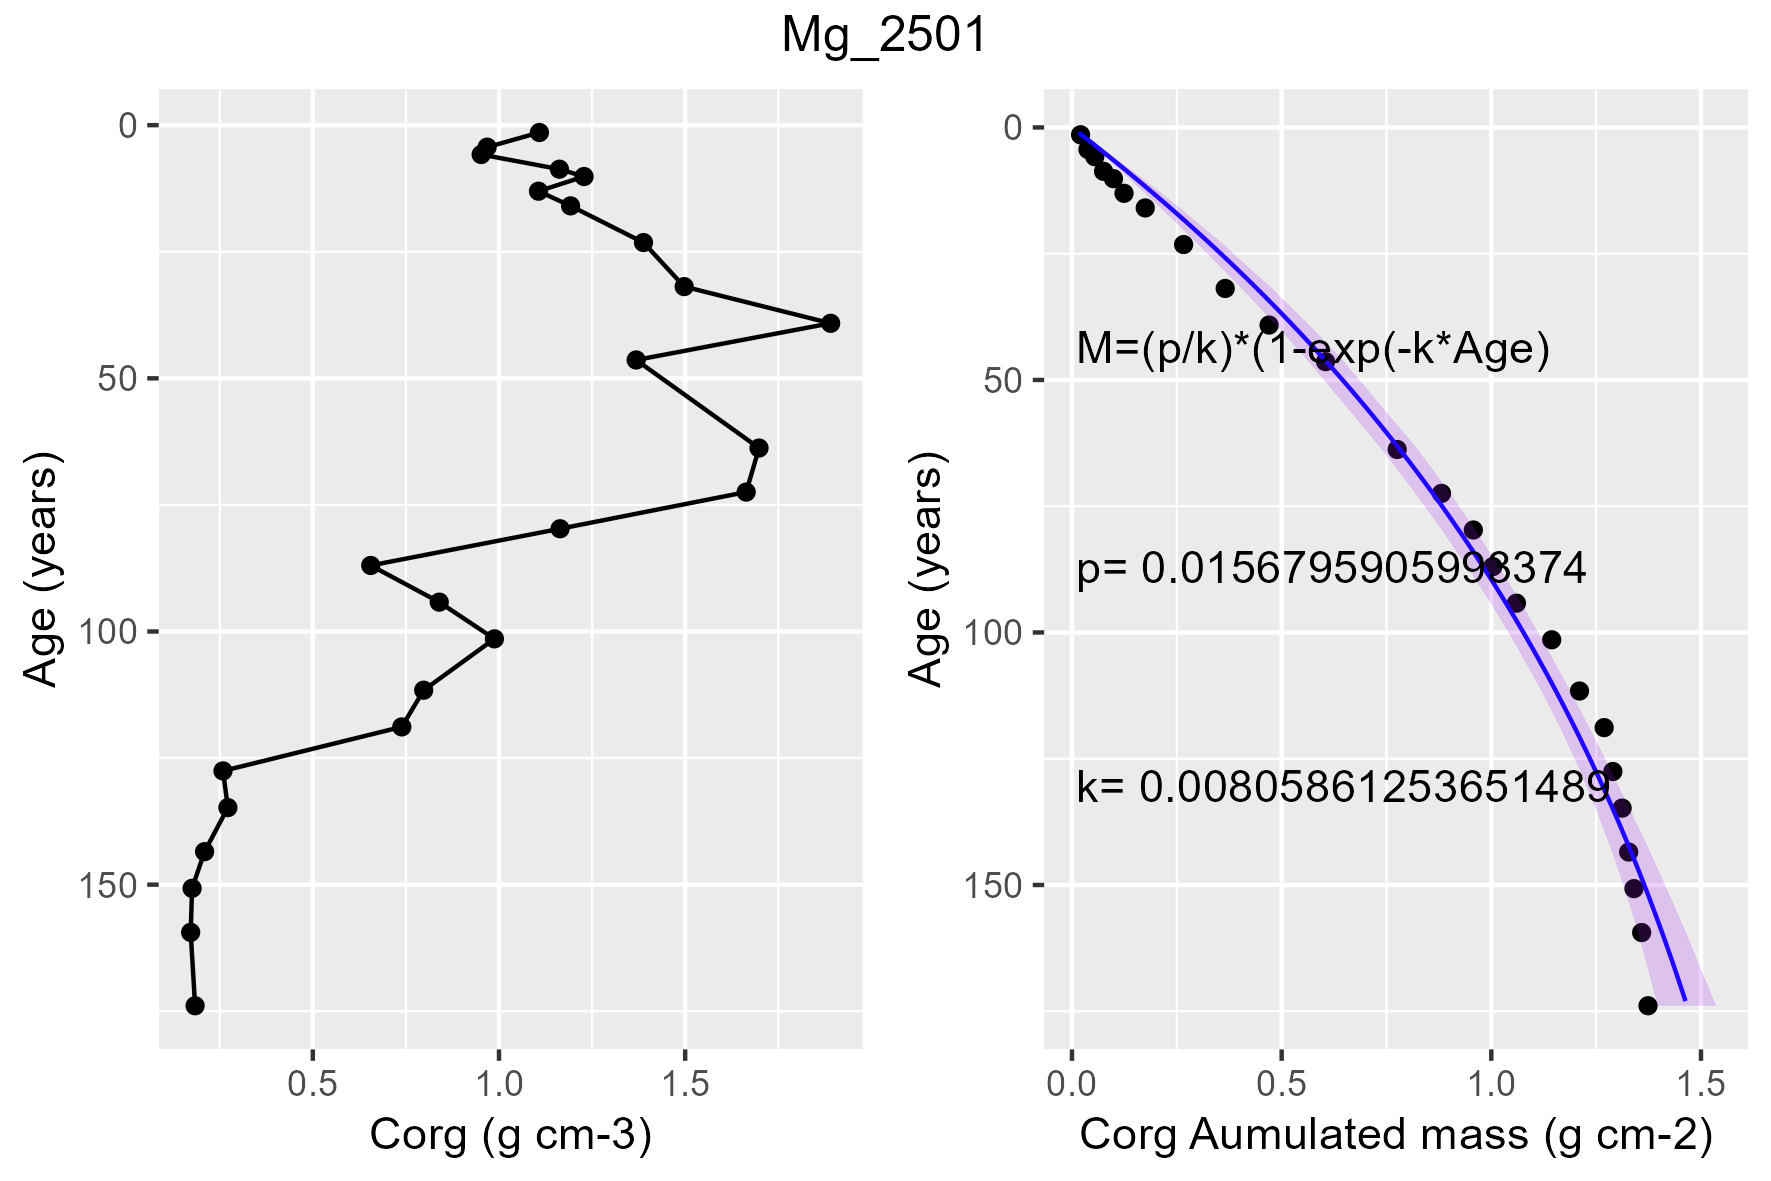 Mg_2501
Age (years)
0
50
100
150
0.5 1.0 1.5
Corg (g cm-3)
Age (years)
0
50
100
150
M=(p/k)*(1-exp(-k*Age)
p= 0.0156795905993374
k= 0.00805861253651489
0.0 0.5 1.0 1.5
Corg Aumulated mass (g cm-2)